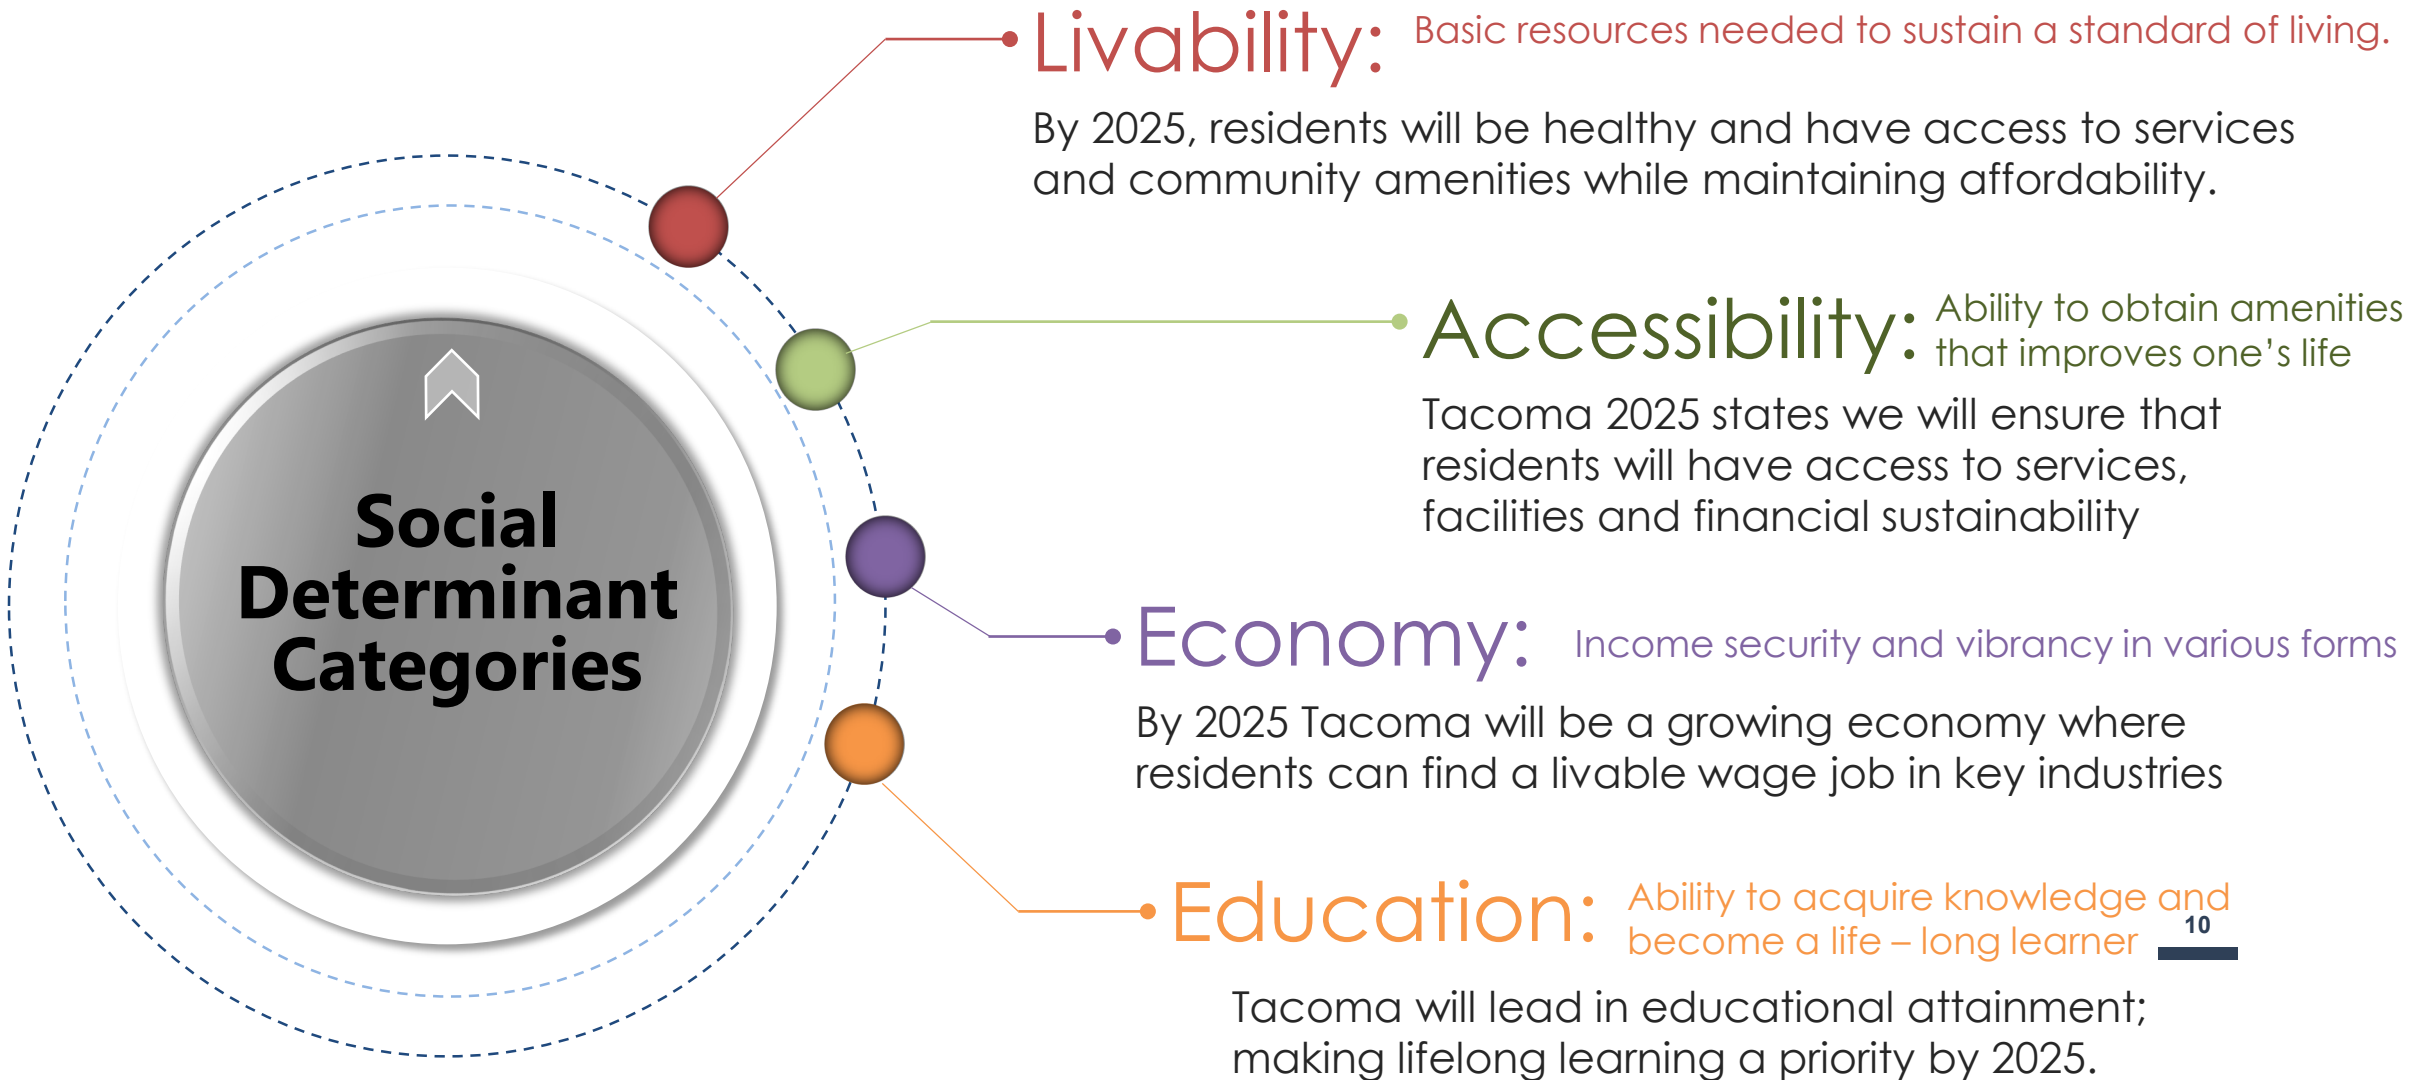 Social
Determinant
Categories
Livability: Basic resources needed to sustain a standard of living.
By 2025, residents will be healthy and have access to services
and community amenities while maintaining affordability.
Accessibility: Ability to obtain amenities
that improves one’s life
Tacoma 2025 states we will ensure that
residents will have access to services,
facilities and financial sustainability
Economy: Income security and vibrancy in various forms
By 2025 Tacoma will be a growing economy where
residents can find a livable wage job in key industries
Education: Ability to acquire knowledge and
become a life – long learner
10
Tacoma will lead in educational attainment;
making lifelong learning a priority by 2025.